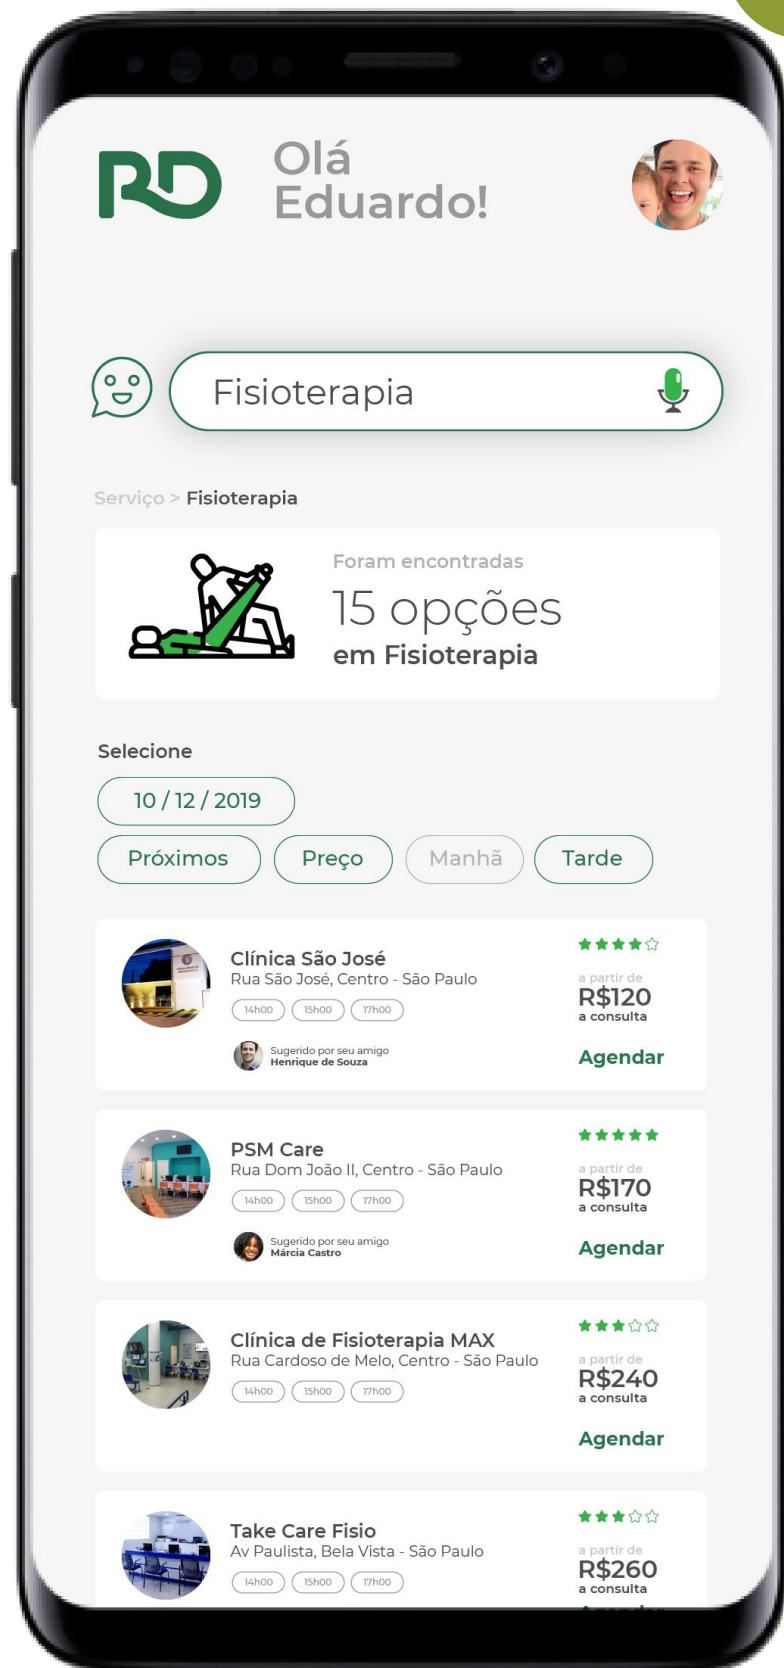 RD
Olá
Eduardo!
Fisioterapia
Serviço > Fisioterapia
Foram encontradas
15 opções
em Fisioterapia
Selecione
10 / 12 / 2019
Próximos
Preço
Manhã
Tarde
Clínica São José
Rua São José, Centro - São Paulo
14h00
15h00
17h00
Sugerido por seu amigo
Henrique de Souza
a partir de
R$120
a consulta
Agendar
PSM Care
Rua Dom João II, Centro - São Paulo
14h00
15h00
17h00
Sugerido por seu amigo
Márcia Castro
a partir de
R$170
a consulta
Agendar
Clínica de Fisioterapia MAX
Rua Cardoso de Melo, Centro - São Paulo
14h00
15h00
17h00
a partir de
R$240
a consulta
Agendar
Take Care Fisio
Av Paulista, Bela Vista - São Paulo
14h00
15h00
17h00
a partir de
R$260
a consulta
Agendar